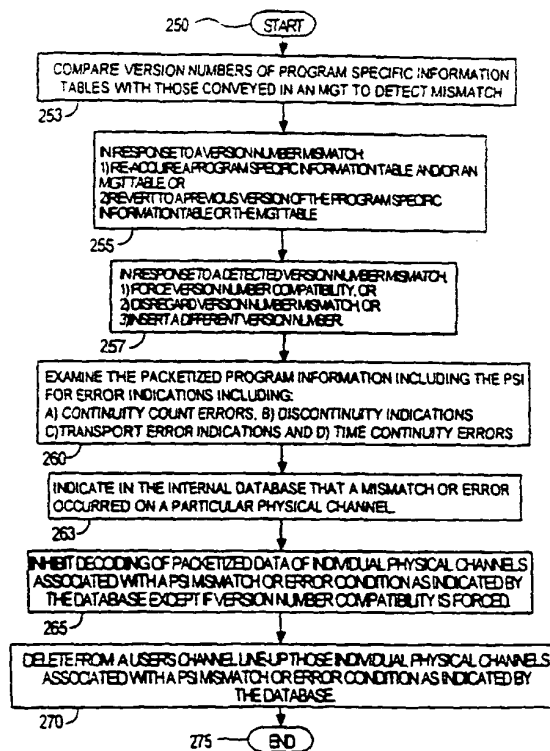 250
START
COMPARE VERSION NUMBERS OF PROGRAM SPECIFIC INFORMATION
TABLES WITH THOSE CONVEYED IN AN MGT TO DETECT MISMATCH
253
IN RESPONSE TO A VERSION NUMBER MISMATCH:
1) RE-ACQUIRE A PROGRAM SPECIFIC INFORMATION TABLE AND/OR AN
MGT TABLE OR
2) REVERT TO A PREVIOUS VERSION OF THE PROGRAM SPECIFIC
INFORMATION TABLE OR THE MGT TABLE
255
IN RESPONSE TO A DETECTED VERSION NUMBER MISMATCH,
1) FORCE VERSION NUMBER COMPATIBILITY, OR
2) DISREGARD VERSION NUMBER MISMATCH, OR
3) INSERT A DIFFERENT VERSION NUMBER.
257
EXAMINE THE PACKETIZED PROGRAM INFORMATION INCLUDING THE PSI
FOR ERROR INDICATIONS INCLUDING:
A) CONTINUITY COUNT ERRORS, B) DISCONTINUITY INDICATIONS
C) TRANSPORT ERROR INDICATIONS AND D) TIME CONTINUITY ERRORS
260
INDICATE IN THE INTERNAL DATABASE THAT A MISMATCH OR ERROR
OCCURRED ON A PARTICULAR PHYSICAL CHANNEL.
263
INHIBIT DECODING OF PACKETIZED DATA OF INDIVIDUAL PHYSICAL CHANNELS
ASSOCIATED WITH A PSI MISMATCH OR ERROR CONDITION AS INDICATED BY
THE DATABASE EXCEPT IF VERSION NUMBER COMPATIBILITY IS FORCED.
265
DELETE FROM A USER'S CHANNEL LINE-UP THOSE INDIVIDUAL PHYSICAL CHANNELS
ASSOCIATED WITH A PSI MISMATCH OR ERROR CONDITION AS INDICATED BY
THE DATABASE.
270
275
END